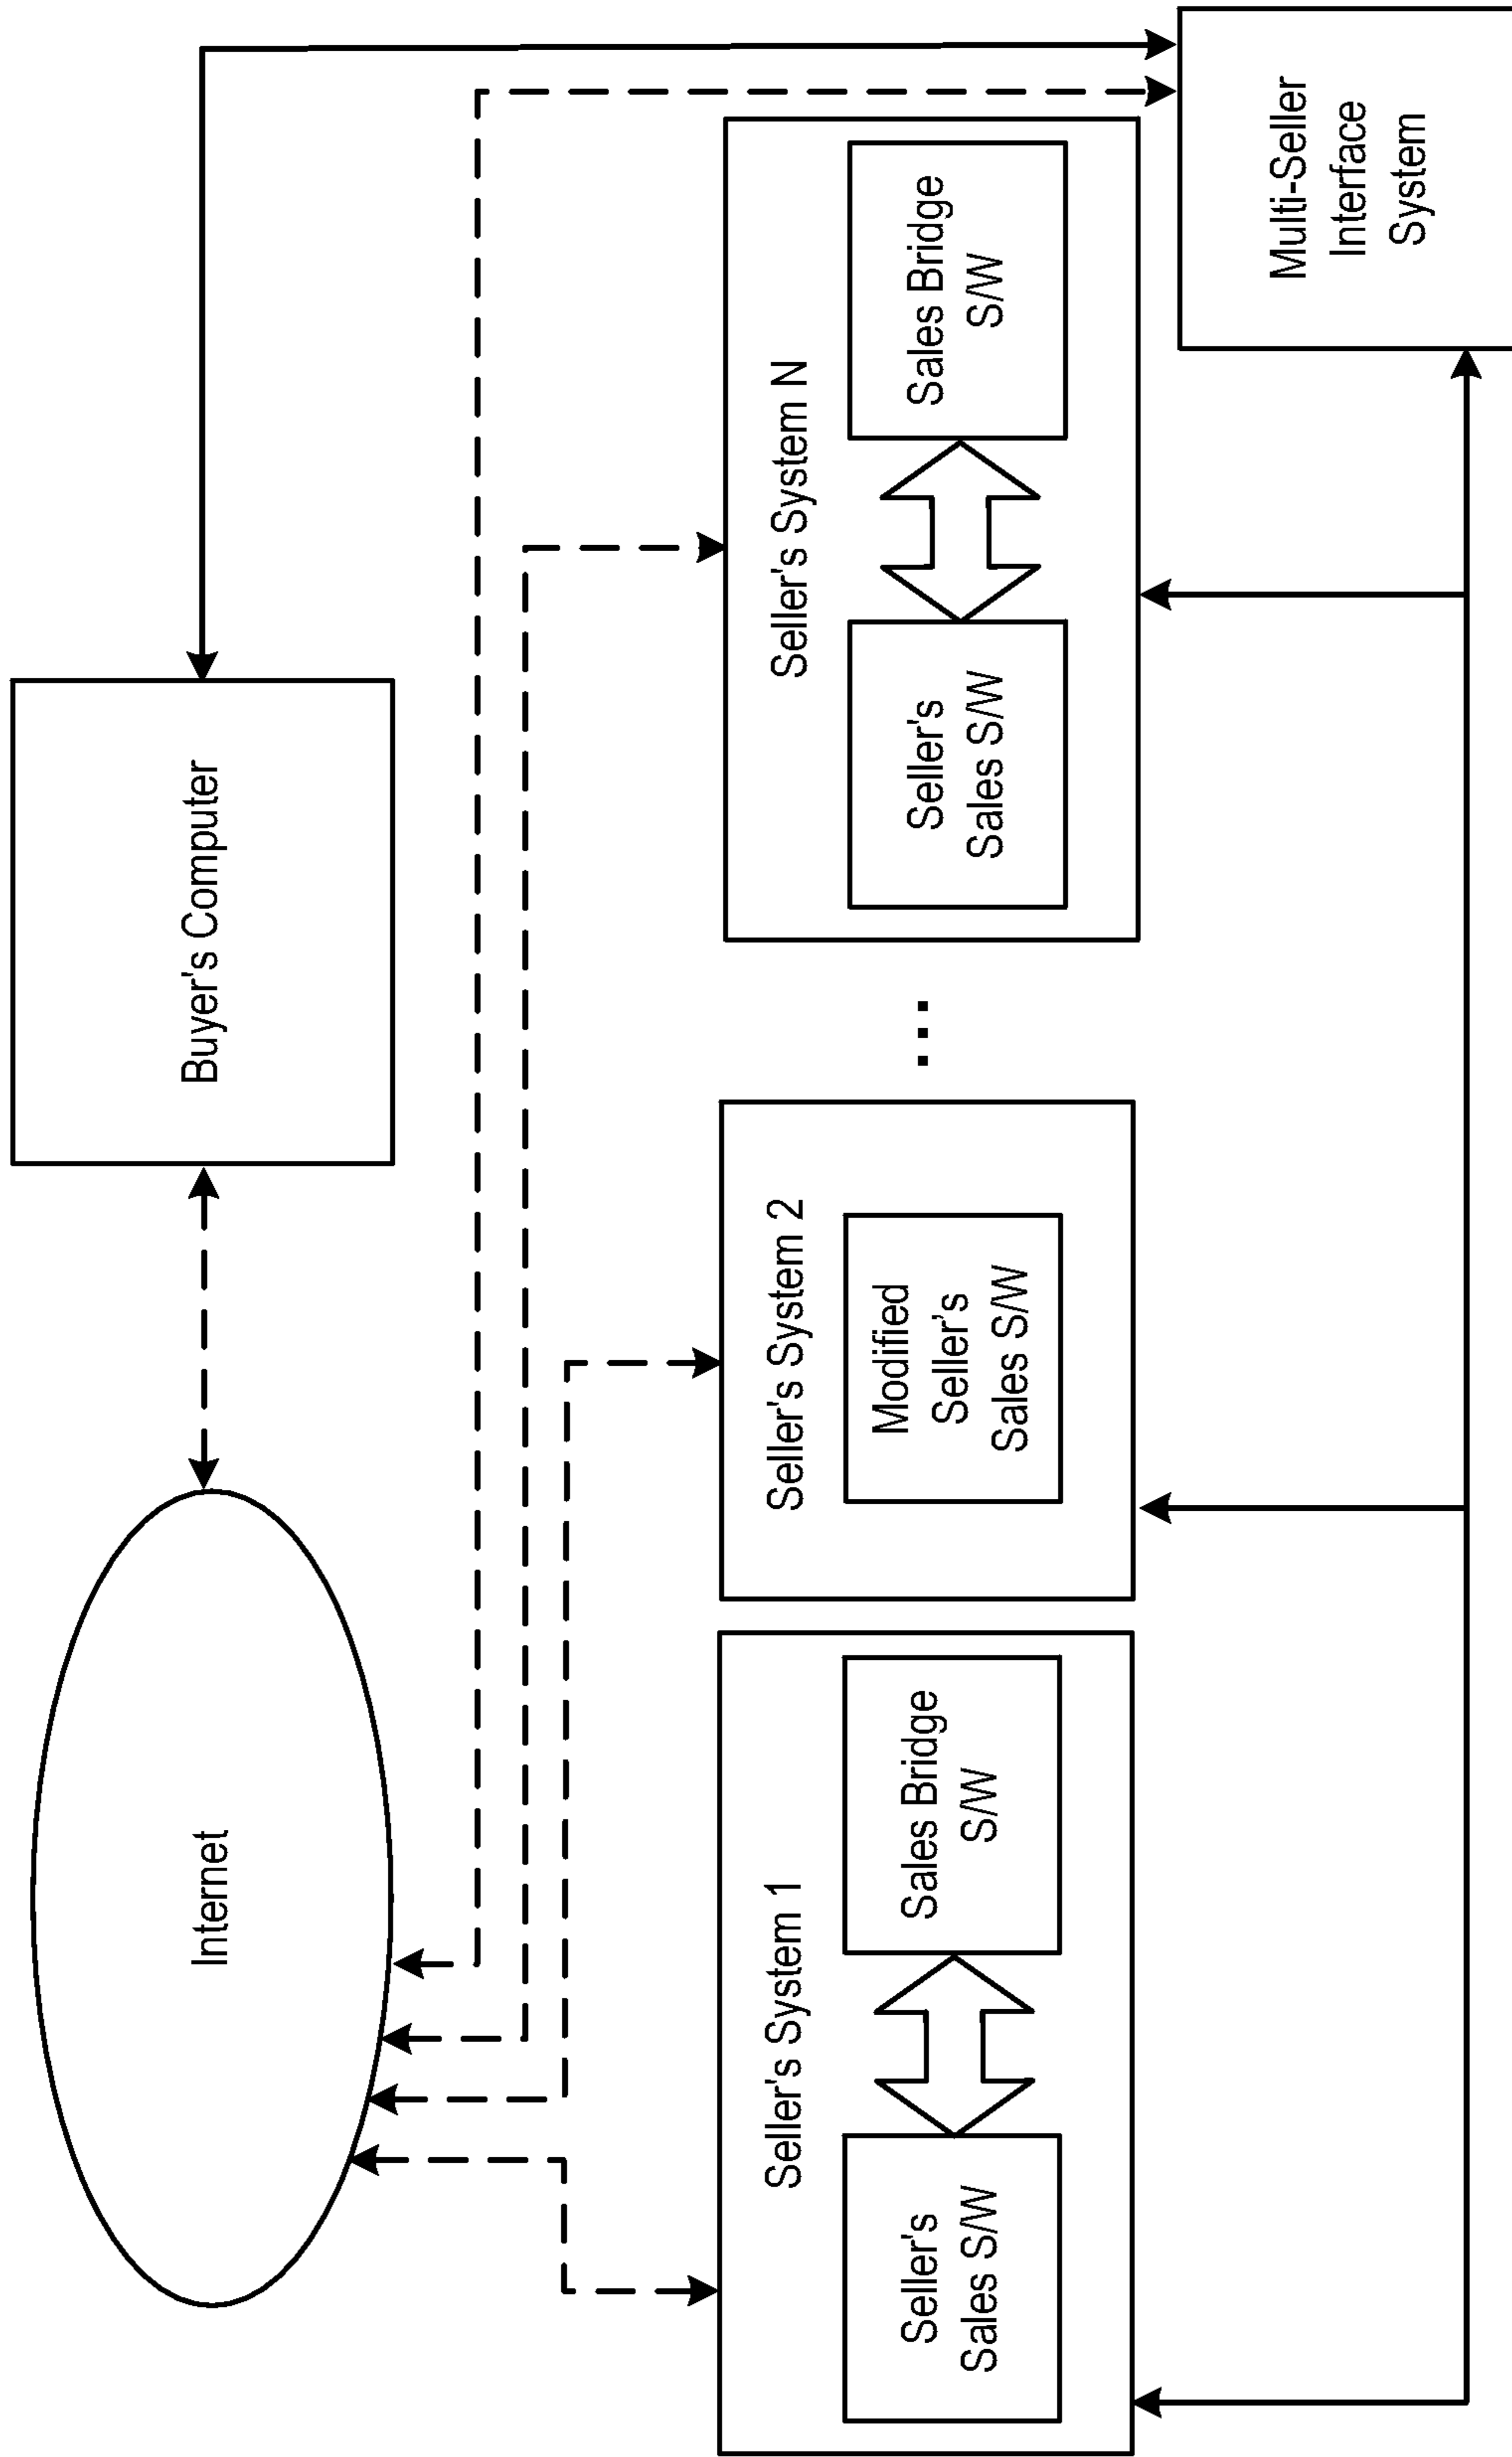 Internet
Buyer's Computer
Seller's System 1
Seller's
Sales S/W
Sales Bridge
S/W
Seller's System 2
Modified
Seller's
Sales S/W
...
Seller's System N
Seller's
Sales S/W
Sales Bridge
S/W
Multi-Seller
Interface
System